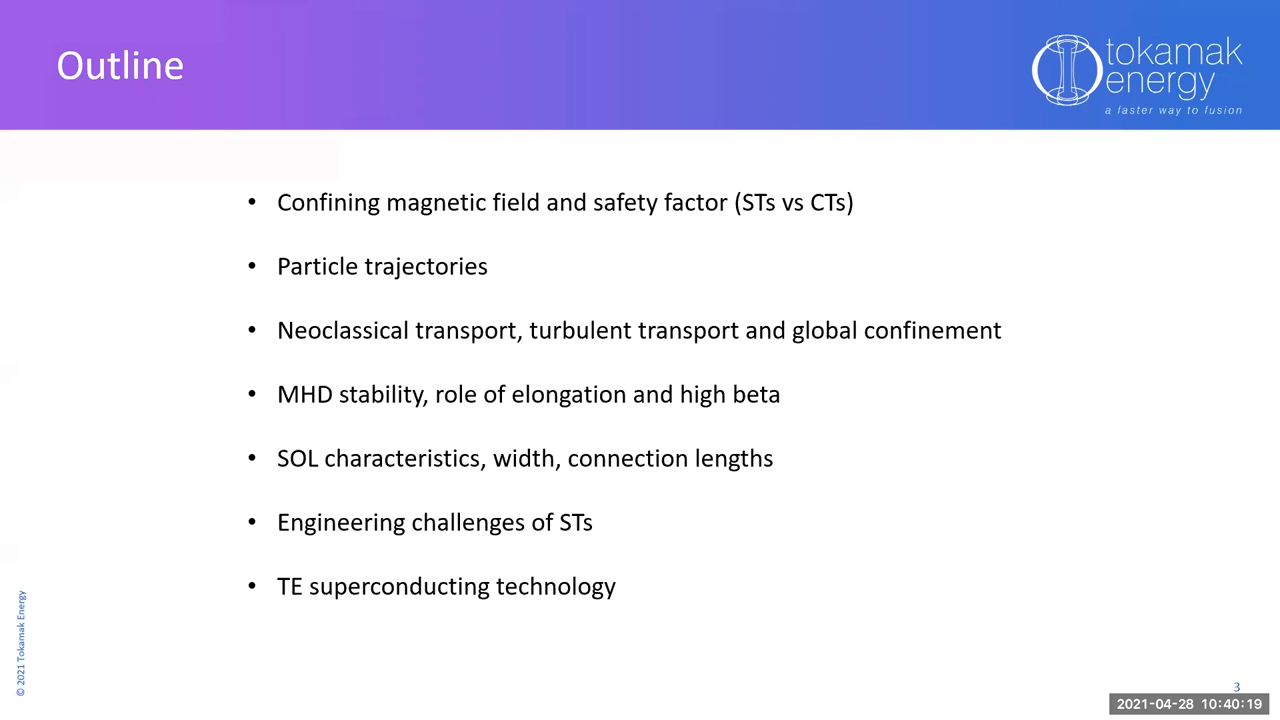 Outline
tokamak
energy
a faster way to fusion
• Confining magnetic field and safety factor (STs vs CTs)
• Particle trajectories
• Neoclassical transport, turbulent transport and global confinement
• MHD stability, role of elongation and high beta
• SOL characteristics, width, connection lengths
• Engineering challenges of STs
• TE superconducting technology
© 2021 Tokamak Energy
3
2021-04-28 10:40:19